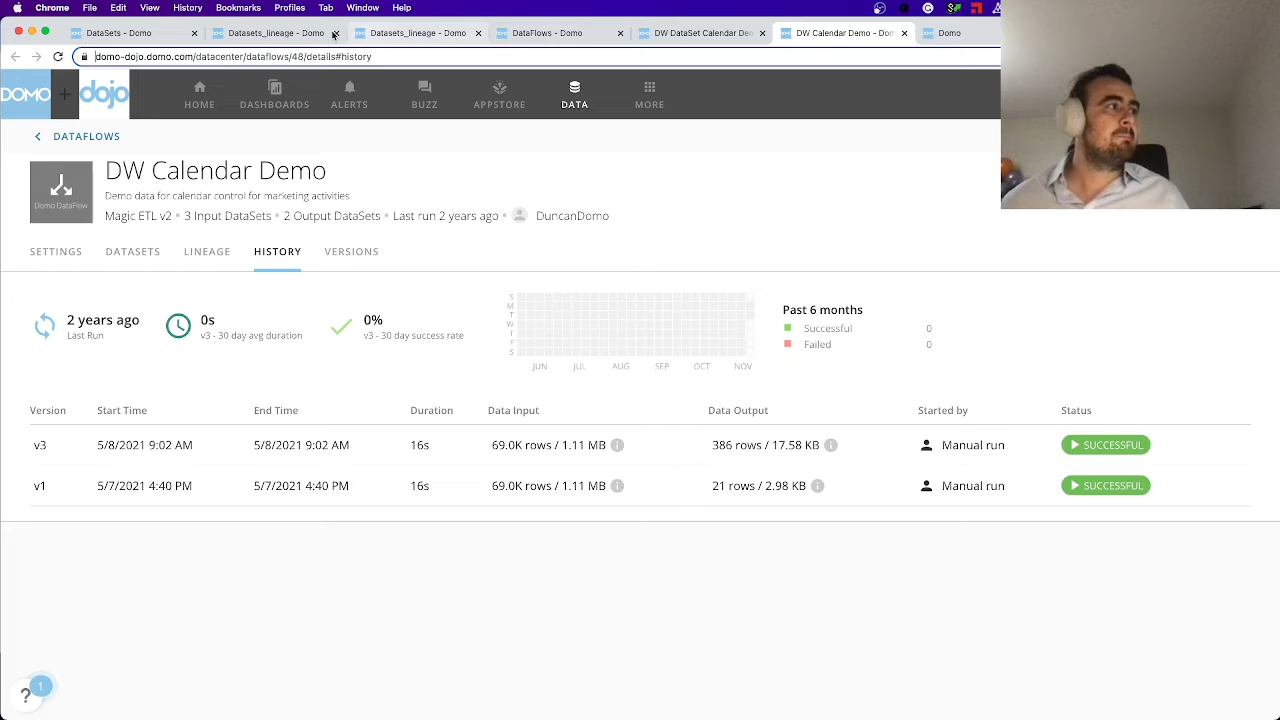 Chrome File Edit View History Bookmarks Profiles Tab Window Help
DataSets - Domo Datasets_lineage - Domo Datasets_lineage - Domo DataFlows - Domo DW DataSet Calendar De DW Calendar Demo - Dom Domo
domo-dojo.domo.com/datacenter/dataflows/48/details#history
DOMO + dojo HOME DASHBOARDS ALERTS BUZZ APPSTORE DATA MORE
DATAFLOWS
DW Calendar Demo
Demo data for calendar control for marketing activities
Domo DataFlow
Magic ETL v2 • 3 Input DataSets • 2 Output DataSets • Last run 2 years ago • DuncanDomo
SETTINGS DATASETS LINEAGE HISTORY VERSIONS
2 years ago
Last Run
0s
v3 - 30 day avg duration
0%
v3 - 30 day success rate
S
M
T
W
T
F
S
JUN JUL AUG SEP OCT NOV
Past 6 months
Successful 0
Failed 0
Version Start Time End Time Duration Data Input Data Output Started by Status
v3 5/8/2021 9:02 AM 5/8/2021 9:02 AM 16s 69.0K rows / 1.11 MB 386 rows / 17.58 KB Manual run SUCCESSFUL
v1 5/7/2021 4:40 PM 5/7/2021 4:40 PM 16s 69.0K rows / 1.11 MB 21 rows / 2.98 KB Manual run SUCCESSFUL
? 1